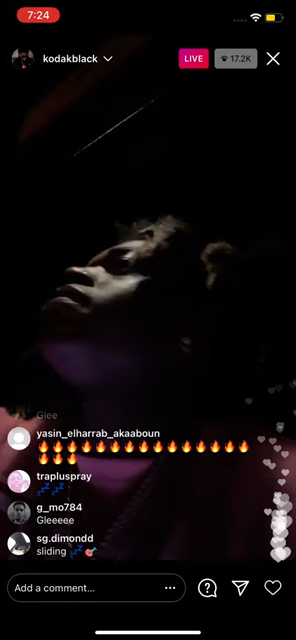 7:24
kodakblack
LIVE
17.2K
Glee
yasin_elharrab_akaaboun
🔥🔥🔥🔥🔥🔥🔥🔥🔥🔥🔥🔥🔥🔥🔥
🔥🔥🔥
trapluspray
💤💤
g_mo784
Gleeeee
sg.dimondd
sliding 💤🎯
Add a comment...